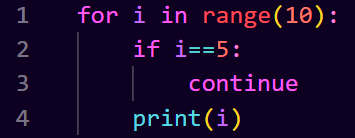 1 for i in range(10):
2     if i==5:
3         continue
4     print(i)